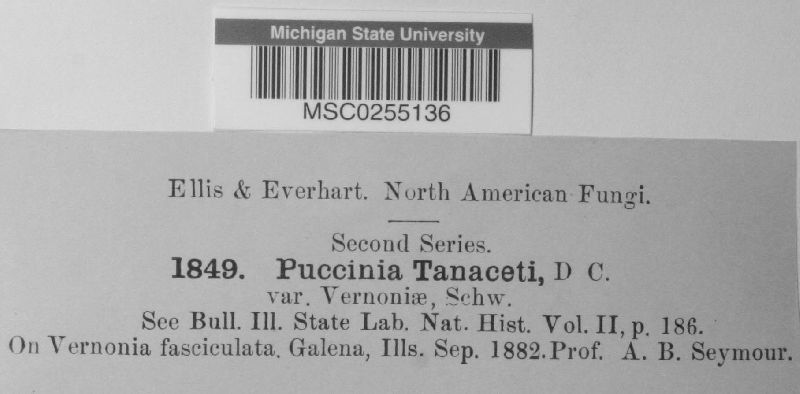 Michigan State University
MSC0255136
Ellis & Everhart. North American Fungi.
Second Series.
1849. Puccinia Tanaceti, D C.
var. Vernoniæ, Schw.
See Bull. Ill. State Lab. Nat. Hist. Vol. II, p. 186.
On Vernonia fasciculata. Galena, Ills. Sep. 1882. Prof. A. B. Seymour.